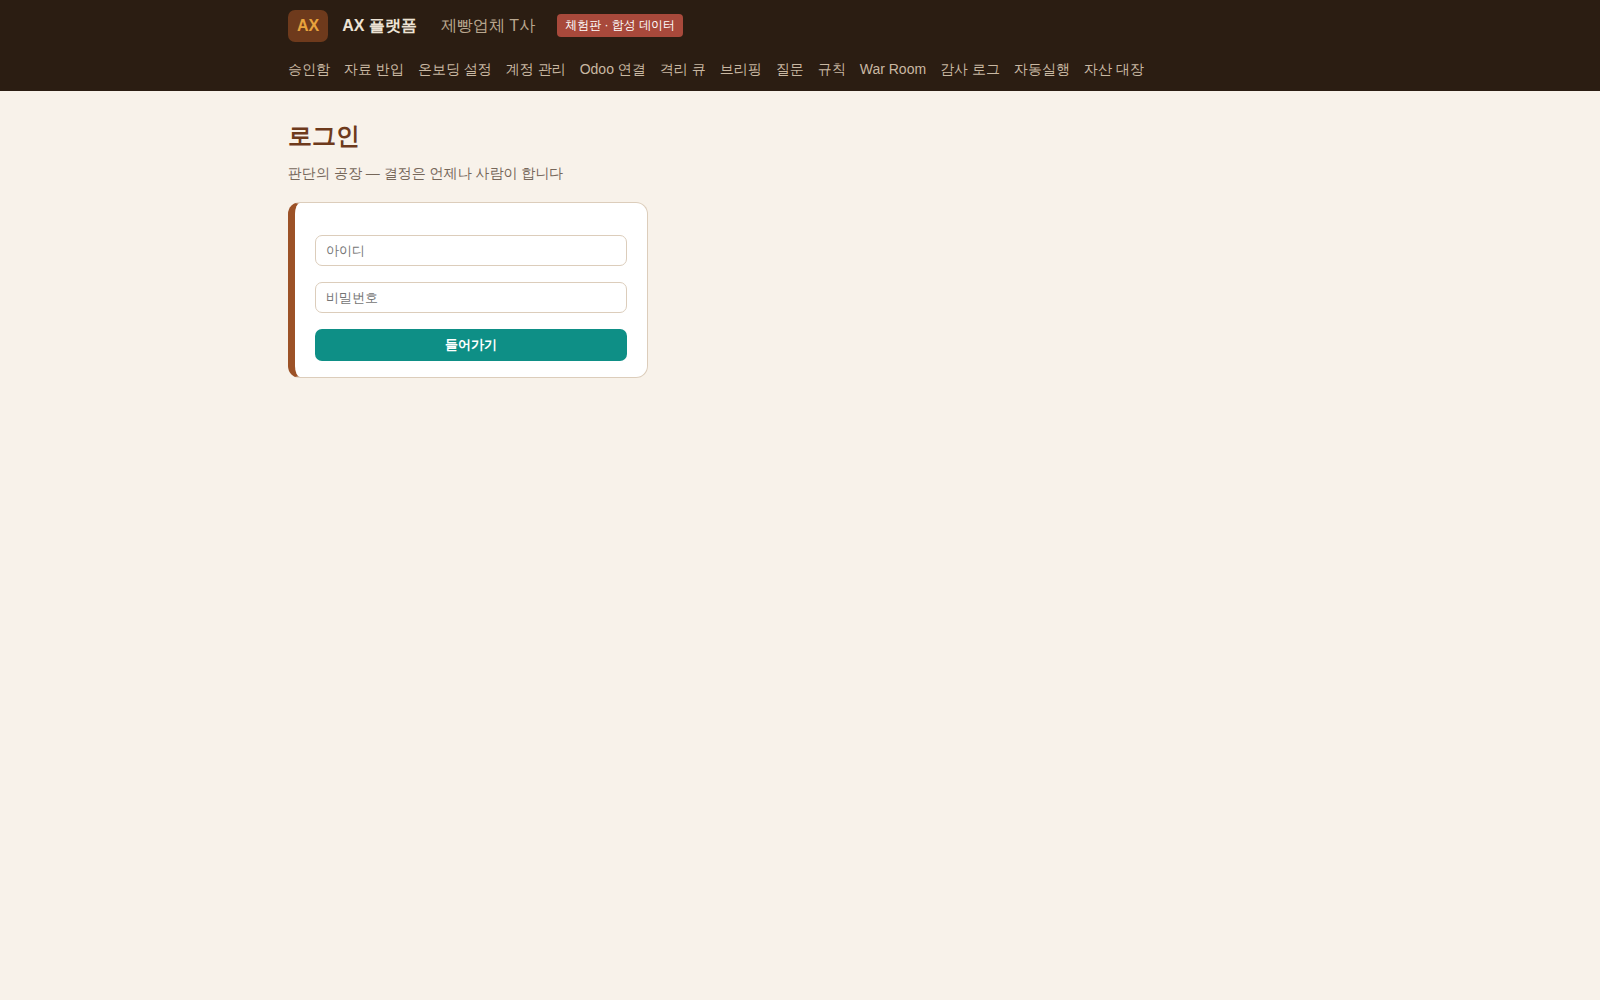 AX AX 플랫폼 제빵업체 T사 체험판 · 합성 데이터
승인함 자료 반입 온보딩 설정 계정 관리 Odoo 연결 격리 큐 브리핑 질문 규칙 War Room 감사 로그 자동실행 자산 대장
로그인
판단의 공장 — 결정은 언제나 사람이 합니다
아이디
비밀번호
들어가기